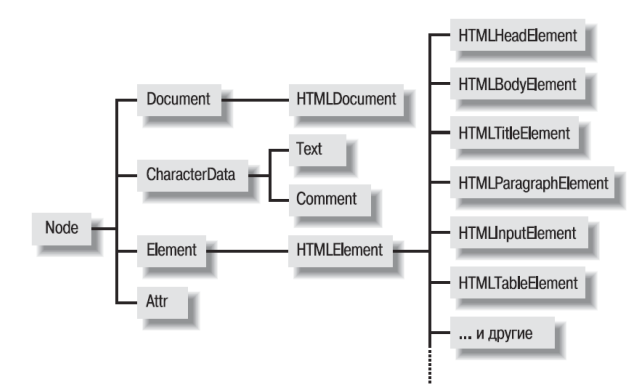 Node
Document
CharacterData
Element
Attr
HTMLDocument
Text
Comment
HTMLElement
HTMLHeadElement
HTMLBodyElement
HTMLTitleElement
HTMLParagraphElement
HTMLInputElement
HTMLTableElement
... и другие